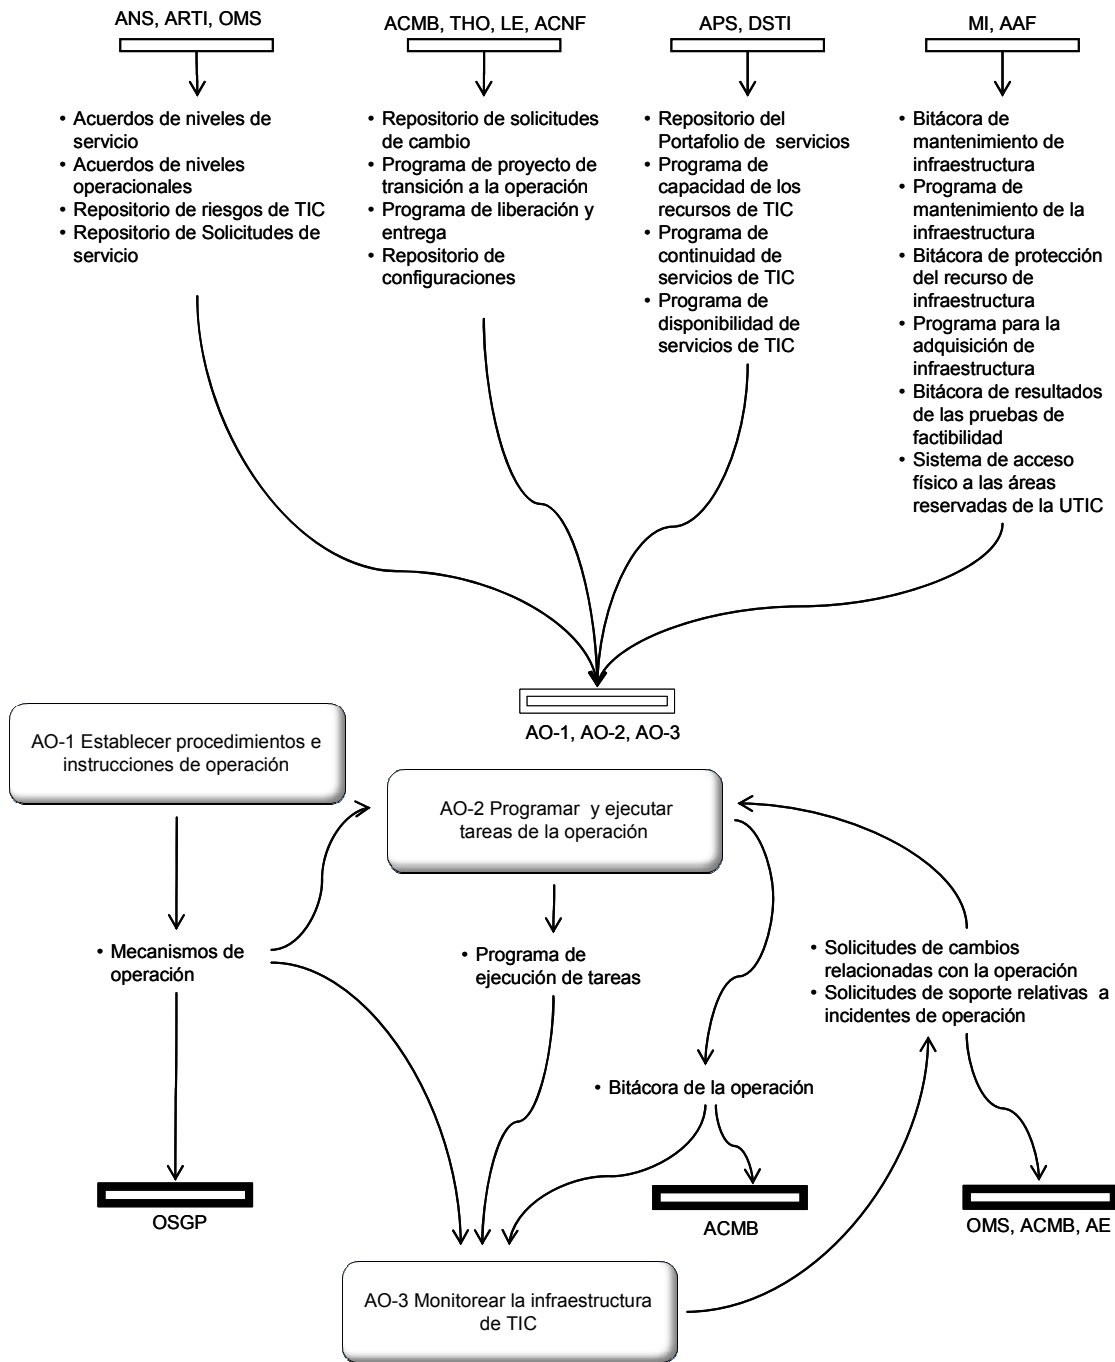 ANS, ARTI, OMS
• Acuerdos de niveles de
servicio
• Acuerdos de niveles
operacionales
• Repositorio de riesgos de TIC
• Repositorio de Solicitudes de
servicio
ACMB, THO, LE, ACNF
• Repositorio de solicitudes
de cambio
• Programa de proyecto de
transición a la operación
• Programa de liberación y
entrega
• Repositorio de
configuraciones
APS, DSTI
• Repositorio del
Portafolio de servicios
• Programa de
capacidad de los
recursos de TIC
• Programa de
continuidad de
servicios de TIC
• Programa de
disponibilidad de
servicios de TIC
MI, AAF
• Bitácora de
mantenimiento de
infraestructura
• Programa de
mantenimiento de la
infraestructura
• Bitácora de protección
del recurso de
infraestructura
• Programa para la
adquisición de
infraestructura
• Bitácora de resultados
de las pruebas de
factibilidad
• Sistema de acceso
físico a las áreas
reservadas de la UTIC
AO-1, AO-2, AO-3
AO-1 Establecer procedimientos e
instrucciones de operación
AO-2 Programar y ejecutar
tareas de la operación
• Mecanismos de
operación
• Programa de
ejecución de tareas
• Solicitudes de cambios
relacionadas con la operación
• Solicitudes de soporte relativas a
incidentes de operación
• Bitácora de la operación
OSGP
ACMB
OMS, ACMB, AE
AO-3 Monitorear la infraestructura
de TIC